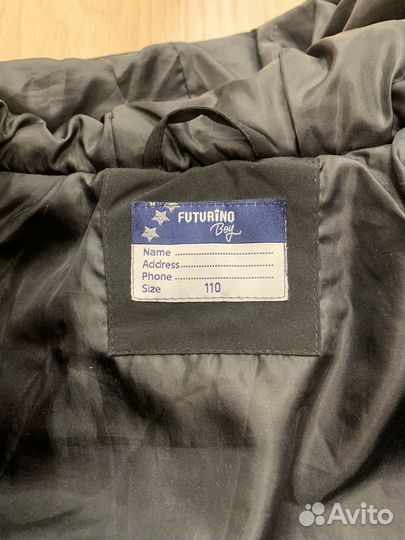 FUTURiNO
Boy
Name ........................
Address ........................
Phone ........................
Size 110
Avito